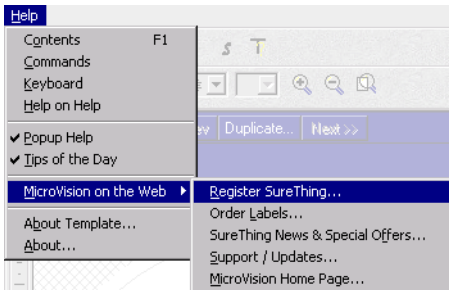 Help
Contents F1
Commands
Keyboard
Help on Help
Popup Help
Tips of the Day
MicroVision on the Web
About Template...
About...
S T
Duplicate... Next >>
Register SureThing...
Order Labels...
SureThing News & Special Offers...
Support / Updates...
MicroVision Home Page...